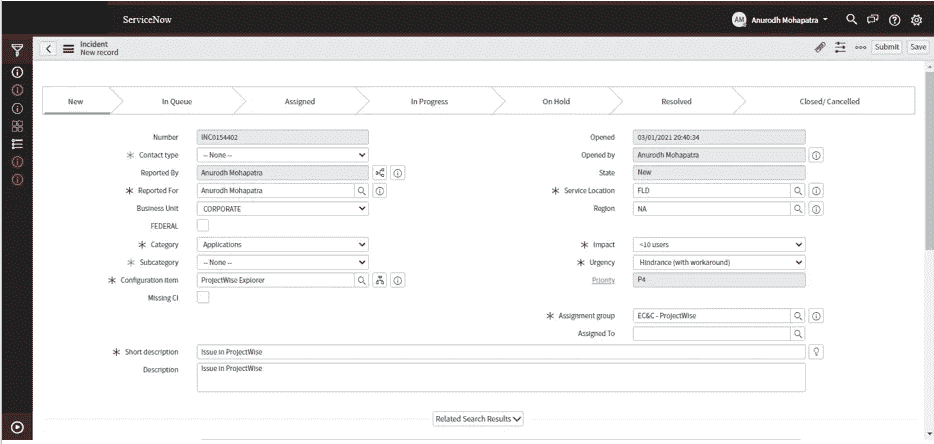 ServiceNow
AM Anurodh Mohapatra
Incident
New record
Submit Save
New In Queue Assigned In Progress On Hold Resolved Closed/ Cancelled
Number INC0154402 Opened 03/01/2021 20:40:34
Contact type -- None -- Opened by Anurodh Mohapatra
Reported By Anurodh Mohapatra State New
Reported For Anurodh Mohapatra Service Location FLD
Business Unit CORPORATE Region NA
FEDERAL
Category Applications Impact <10 users
Subcategory -- None -- Urgency Hindrance (with workaround)
Configuration item ProjectWise Explorer Priority P4
Missing CI
Assignment group EC&C - ProjectWise
Assigned To
Short description Issue in ProjectWise
Description Issue in ProjectWise
Related Search Results